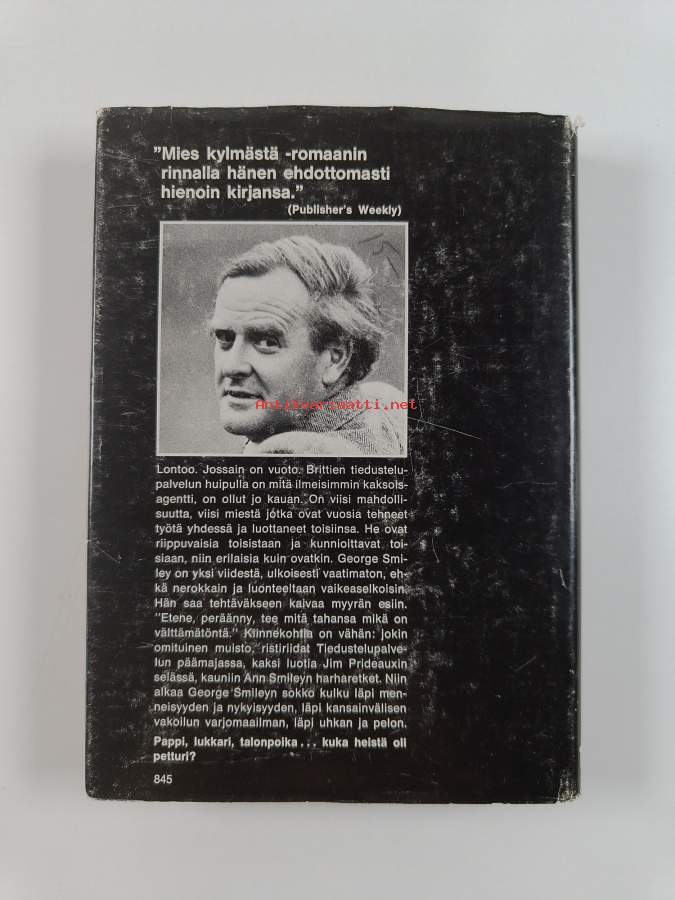 "Mies kylmästä -romaanin
rinnalla hänen ehdottomasti
hienoin kirjansa."
(Publisher's Weekly)
Antikvariaatti.net
Lontoo. Jossain on vuoto. Brittien tiedustelu-
palvelun huipulla on mitä ilmeisimmin kaksois-
agentti, on ollut jo kauan. On viisi mahdolli-
suutta, viisi miestä jotka ovat vuosia tehneet
työtä yhdessä ja luottaneet toisiinsa. He ovat
riippuvaisia toisistaan ja kunnioittavat toi-
siaan, niin erilaisia kuin ovatkin. George Smi-
ley on yksi viidestä, ulkoisesti vaatimaton, eh-
kä nerokkain ja luonteeltaan vaikeaselkoisin.
Hän saa tehtäväkseen kaivaa myyrän esiin.
"Etene, peräänny, tee mitä tahansa mikä on
välttämätöntä." Kiinnekohtia on vähän: jokin
omituinen muisto, ristiriidat Tiedustelupalve-
lun päämajassa, kaksi luotia Jim Prideauxin
selässä, kauniin Ann Smileyn harharetket. Niin
alkaa George Smileyn sokko kulku läpi men-
neisyyden ja nykyisyyden, läpi kansainvälisen
vakoilun varjomaailman, läpi uhkan ja pelon.
Pappi, lukkari, talonpoika... kuka heistä oli
petturi?
845